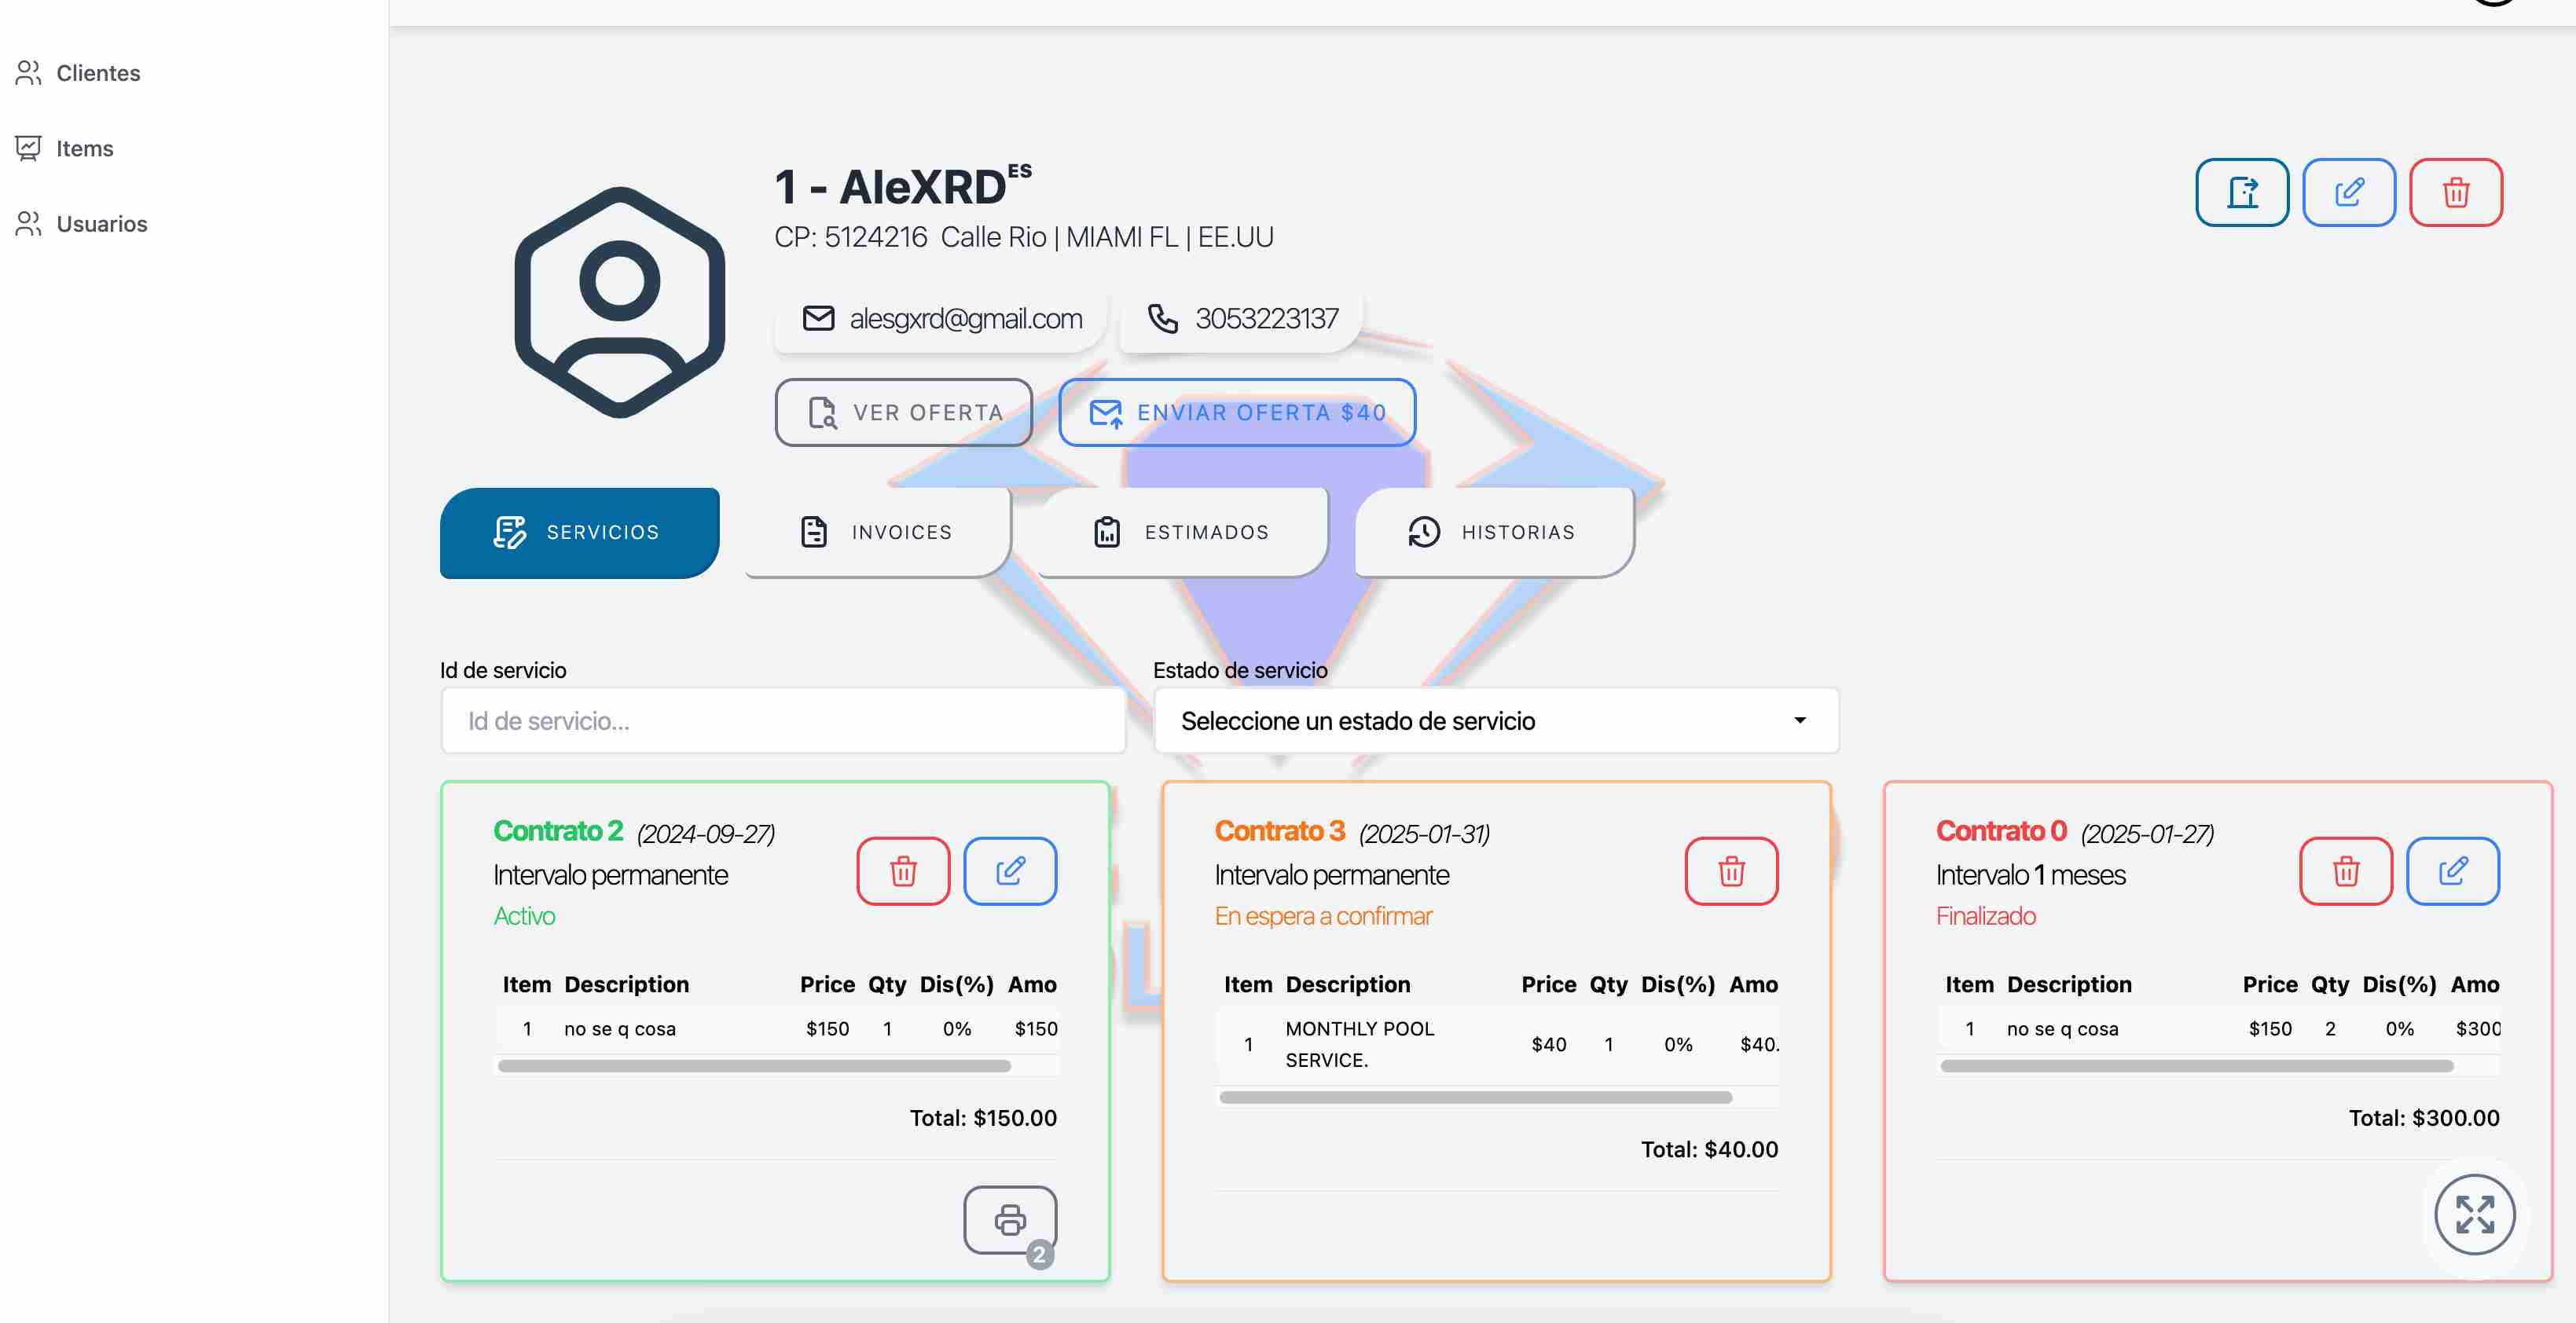 Clientes
Items
Usuarios
1 - AleXRD ES
CP: 5124216 Calle Rio | MIAMI FL | EE.UU
alesgxrd@gmail.com
3053223137
VER OFERTA
ENVIAR OFERTA $40
SERVICIOS
INVOICES
ESTIMADOS
HISTORIAS
Id de servicio
Id de servicio...
Estado de servicio
Seleccione un estado de servicio
Contrato 2 (2024-09-27)
Intervalo permanente
Activo
Item Description Price Qty Dis(%) Amo
1 no se q cosa $150 1 0% $150
Total: $150.00
2
Contrato 3 (2025-01-31)
Intervalo permanente
En espera a confirmar
Item Description Price Qty Dis(%) Amo
1 MONTHLY POOL SERVICE. $40 1 0% $40.
Total: $40.00
Contrato 0 (2025-01-27)
Intervalo 1 meses
Finalizado
Item Description Price Qty Dis(%) Amo
1 no se q cosa $150 2 0% $300
Total: $300.00